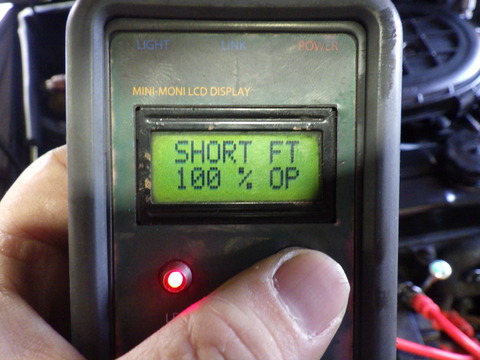 LIGHT LINK POWER
MINI-MONI LCD DISPLAY
SHORT FT
100 % OP